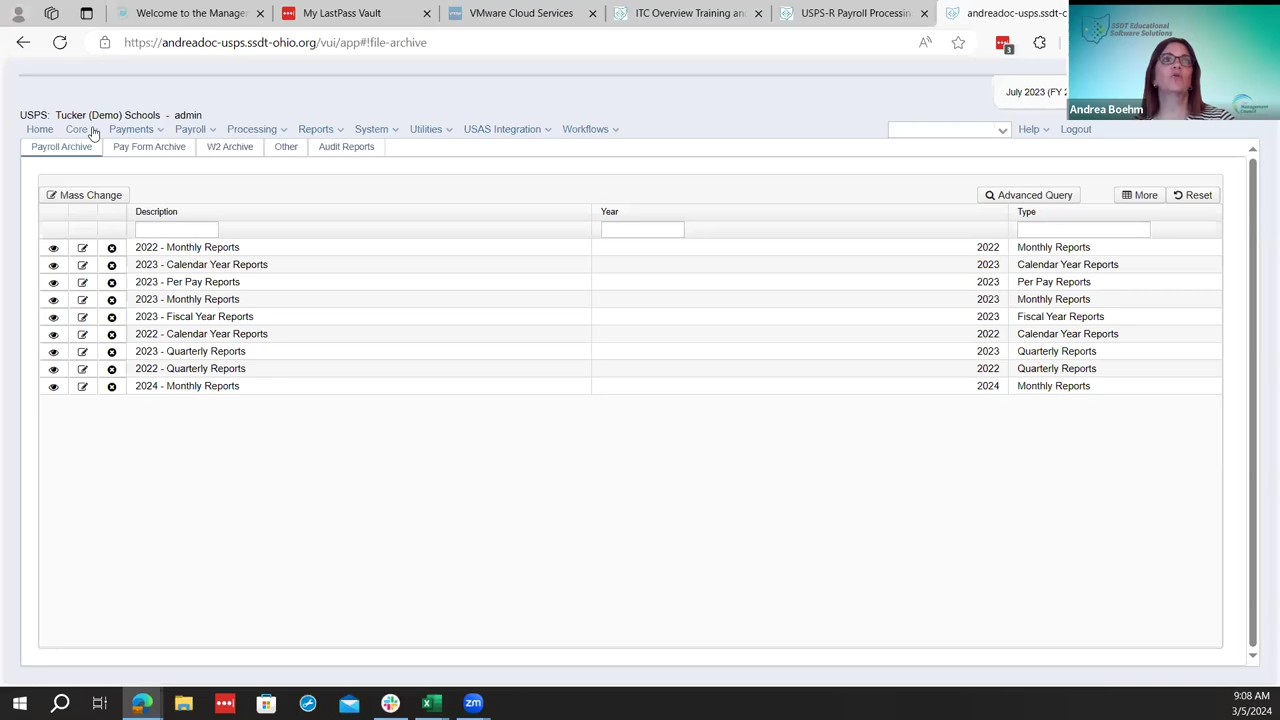 Welcome to the Manage
My LastPass Vault
VMware Cloud Services
ITC Overview Training an
USPS-R Payroll Processin
andreadoc-usps.ssdt-ohio.c
https://andreadoc-usps.ssdt-ohio.org/vui/app#!file-archive
3
SSDT Educational
Software Solutions
Andrea Boehm
July 2023 (FY 2
USPS: Tucker (Demo) Schools - admin
Home Core Payments Payroll Processing Reports System Utilities USAS Integration Workflows Help Logout
Payroll Archive Pay Form Archive W2 Archive Other Audit Reports
Mass Change Advanced Query More Reset
Description Year Type
2022 - Monthly Reports 2022 Monthly Reports
2023 - Calendar Year Reports 2023 Calendar Year Reports
2023 - Per Pay Reports 2023 Per Pay Reports
2023 - Monthly Reports 2023 Monthly Reports
2023 - Fiscal Year Reports 2023 Fiscal Year Reports
2022 - Calendar Year Reports 2022 Calendar Year Reports
2023 - Quarterly Reports 2023 Quarterly Reports
2022 - Quarterly Reports 2022 Quarterly Reports
2024 - Monthly Reports 2024 Monthly Reports
zm
9:08 AM
3/5/2024